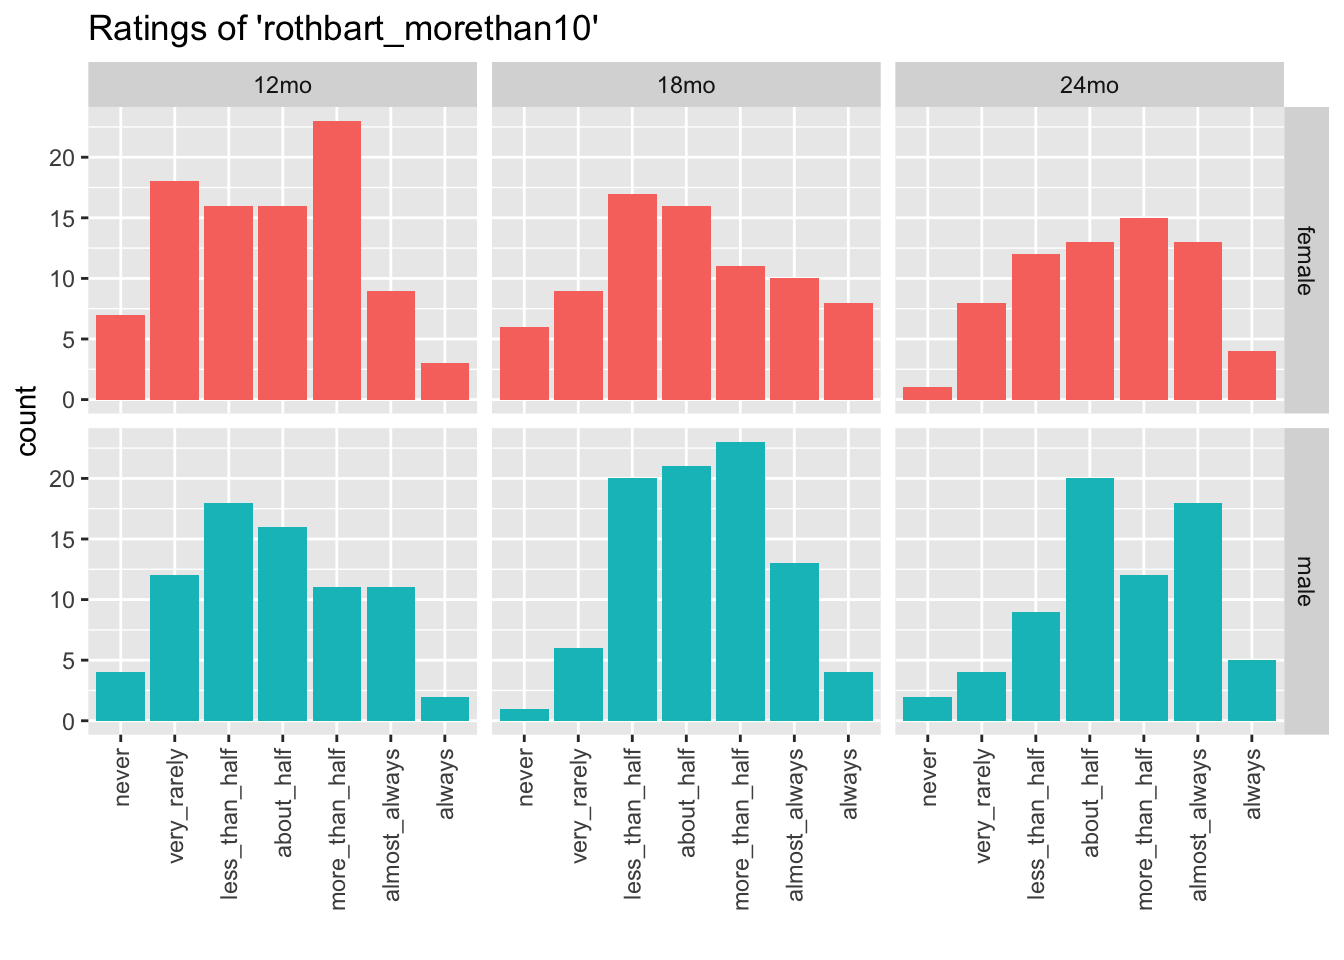 Ratings of 'rothbart_morethan10'
12mo 18mo 24mo
20
15
10
5
0
female
count
20
15
10
5
0
male
never very_rarely less_than_half about_half more_than_half almost_always always never very_rarely less_than_half about_half more_than_half almost_always always never very_rarely less_than_half about_half more_than_half almost_always always